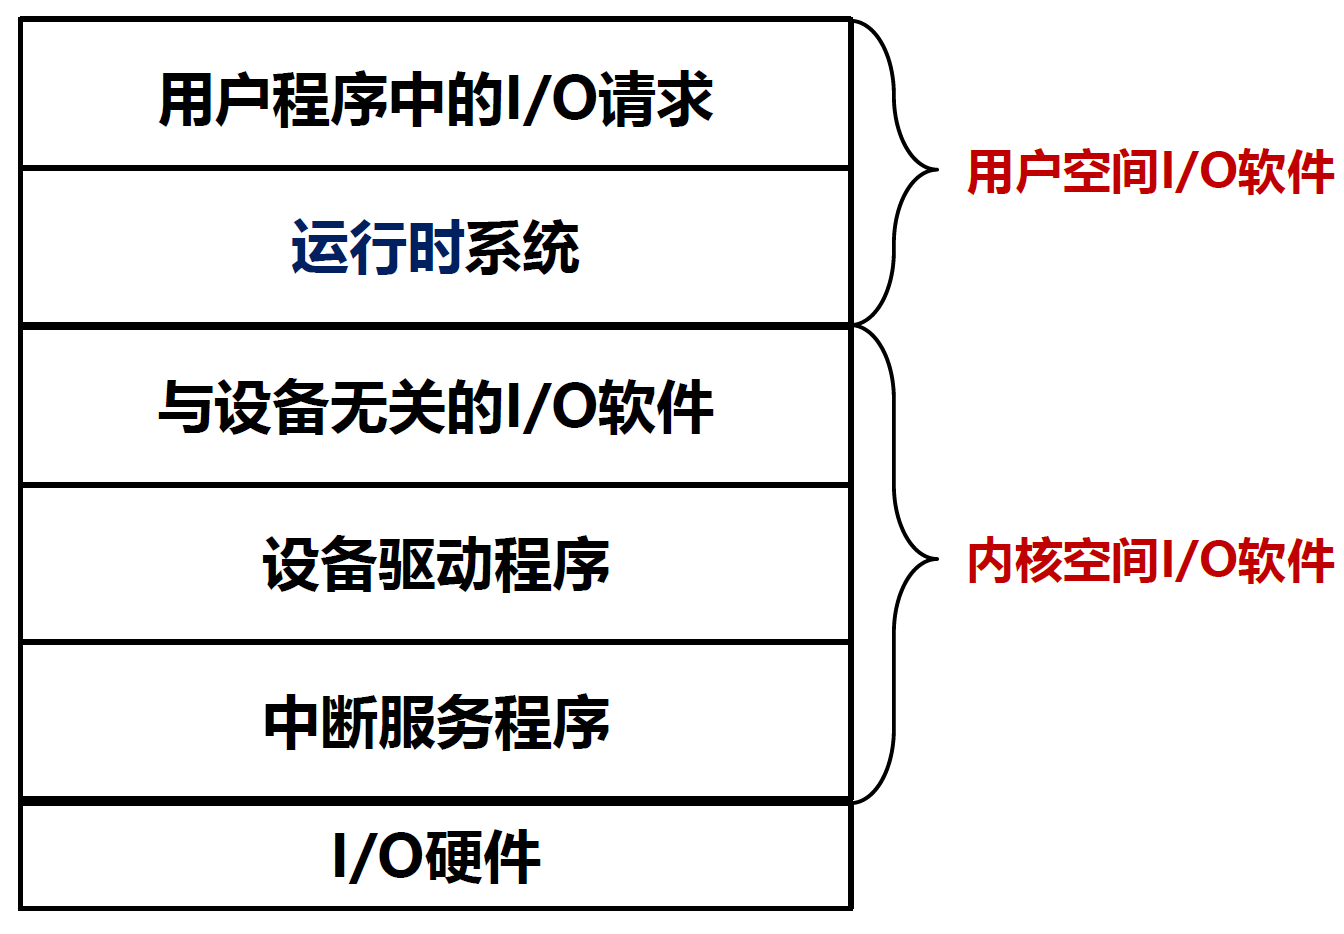 用户程序中的I/O请求
运行时系统
用户空间I/O软件
与设备无关的I/O软件
设备驱动程序
中断服务程序
内核空间I/O软件
I/O硬件